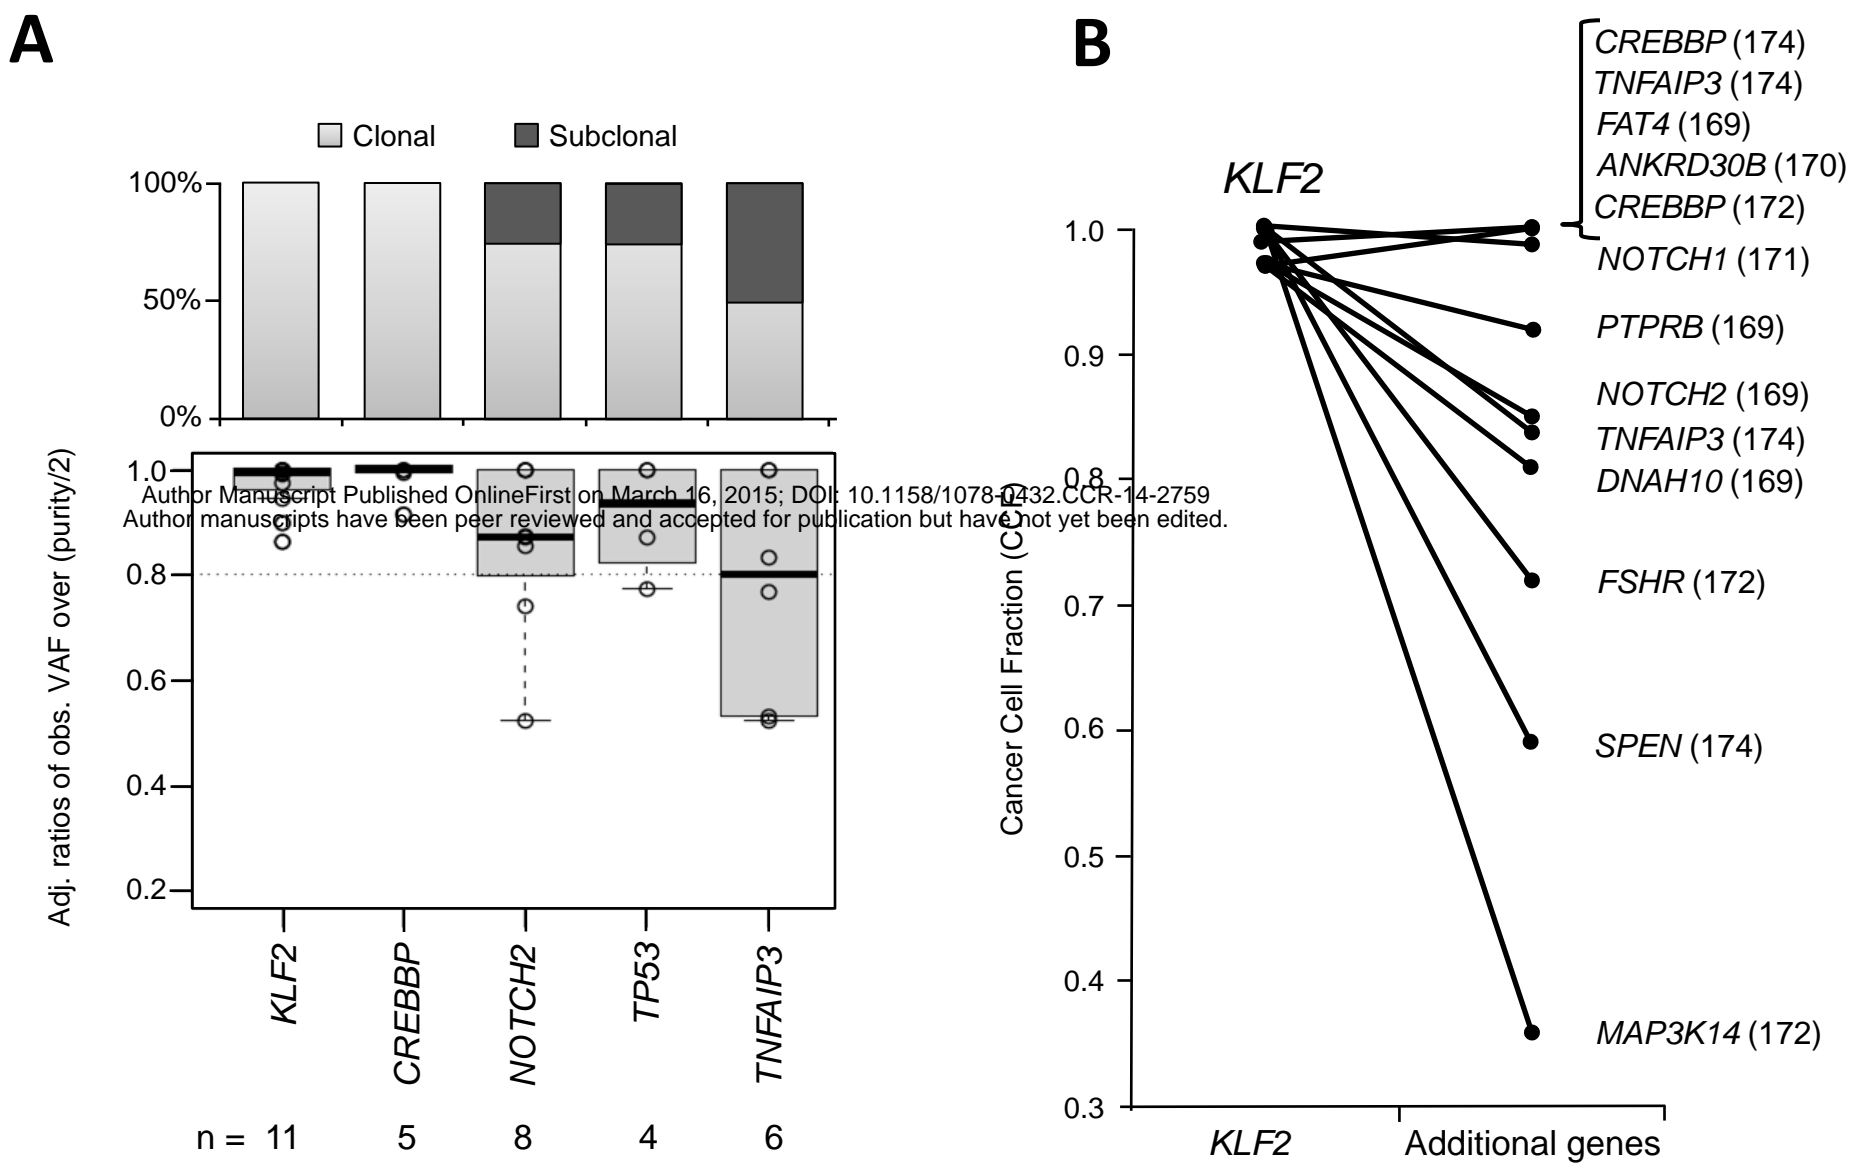 A
Clonal
Subclonal
100%
50%
0%
1.0
0.8
0.6
0.4
0.2
Adj. ratios of obs. VAF over (purity/2)
Author Manuscript Published OnlineFirst on March 16, 2015; DOI: 10.1158/1078-0432.CCR-14-2759
Author manuscripts have been peer reviewed and accepted for publication but have not yet been edited.
KLF2
CREBBP
NOTCH2
TP53
TNFAIP3
n = 11 5 8 4 6
B
KLF2
CREBBP (174)
TNFAIP3 (174)
FAT4 (169)
ANKRD30B (170)
CREBBP (172)
NOTCH1 (171)
PTPRB (169)
NOTCH2 (169)
TNFAIP3 (174)
DNAH10 (169)
FSHR (172)
SPEN (174)
MAP3K14 (172)
1.0
0.9
0.8
0.7
0.6
0.5
0.4
0.3
Cancer Cell Fraction (CCF)
KLF2
Additional genes